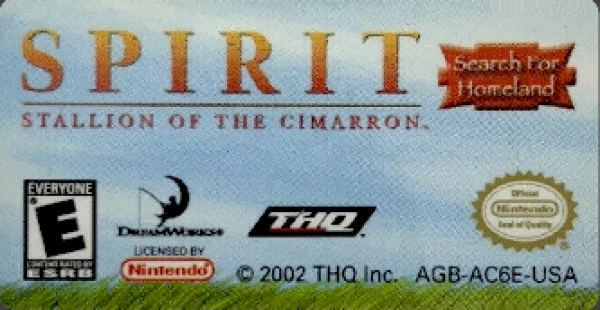 SPIRIT
STALLION OF THE CIMARRON™
Search For
Homeland
EVERYONE
E
CONTENT RATED BY
ESRB
DREAMWORKS®
LICENSED BY
Nintendo
THQ
Official
Nintendo
Seal of Quality
®
© 2002 THQ Inc. AGB-AC6E-USA